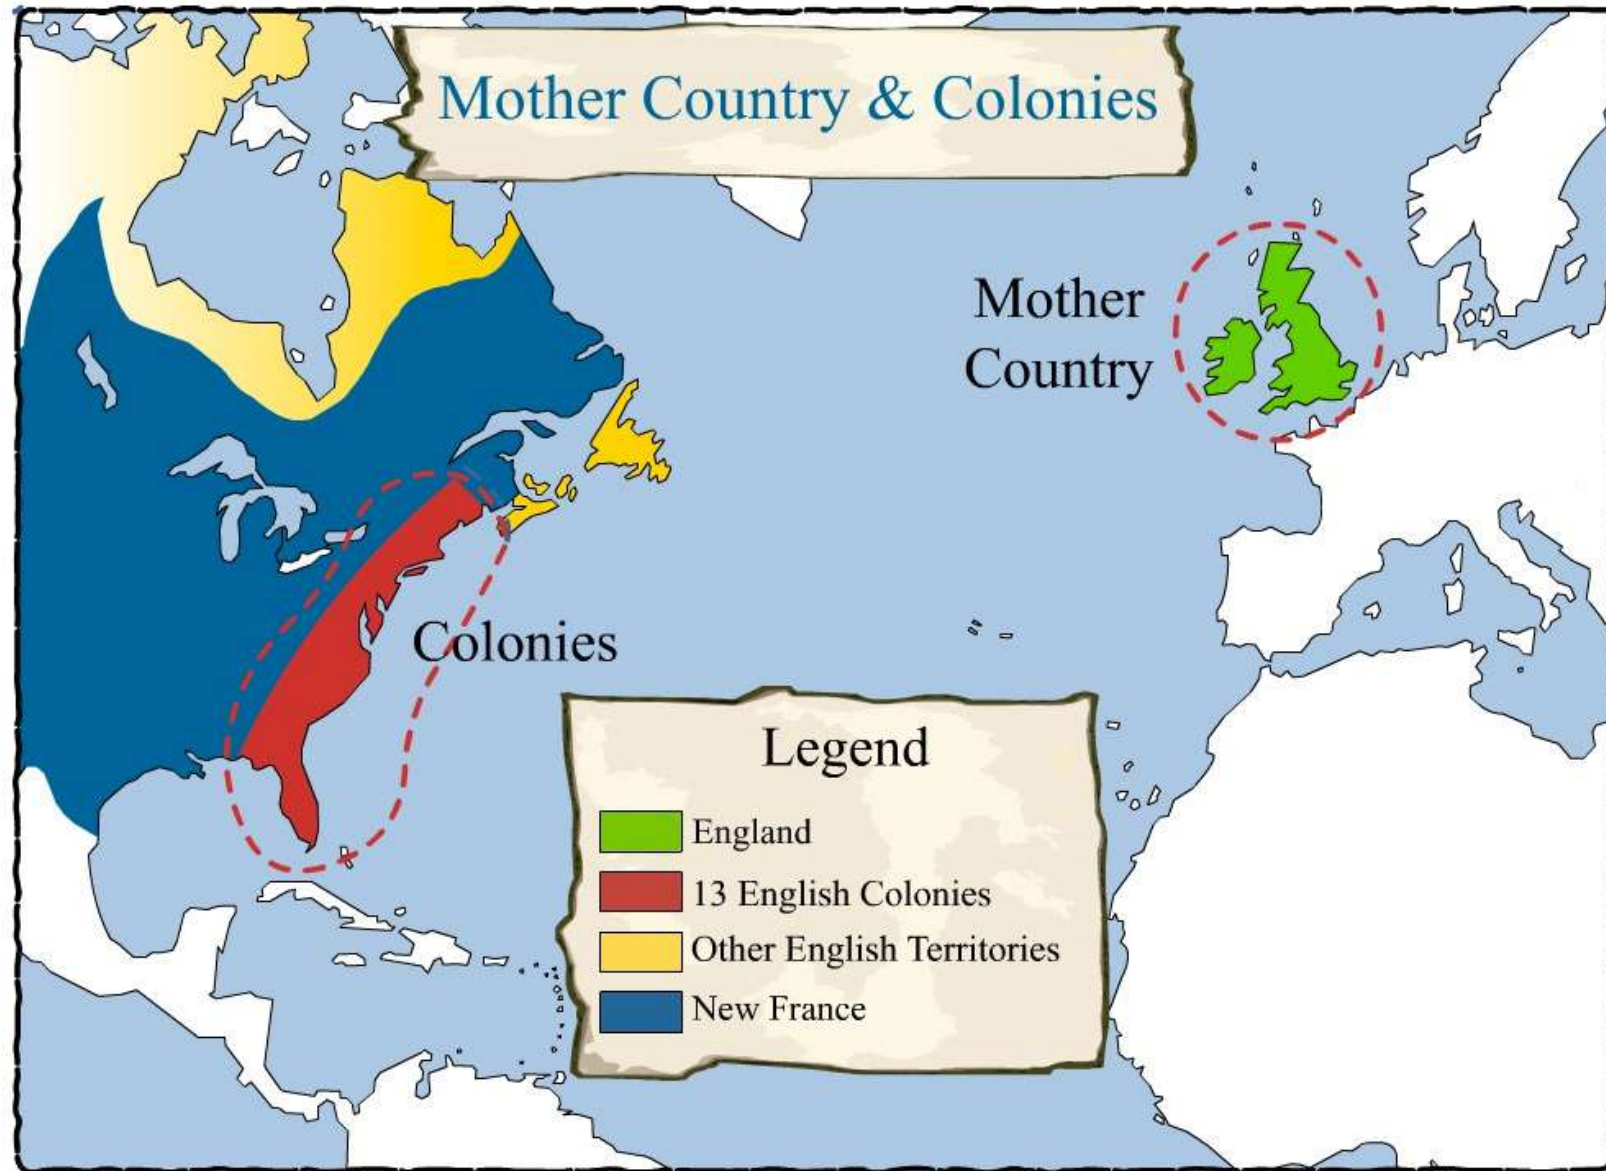 Mother Country & Colonies
Mother
Country
Colonies
Legend
England
13 English Colonies
Other English Territories
New France